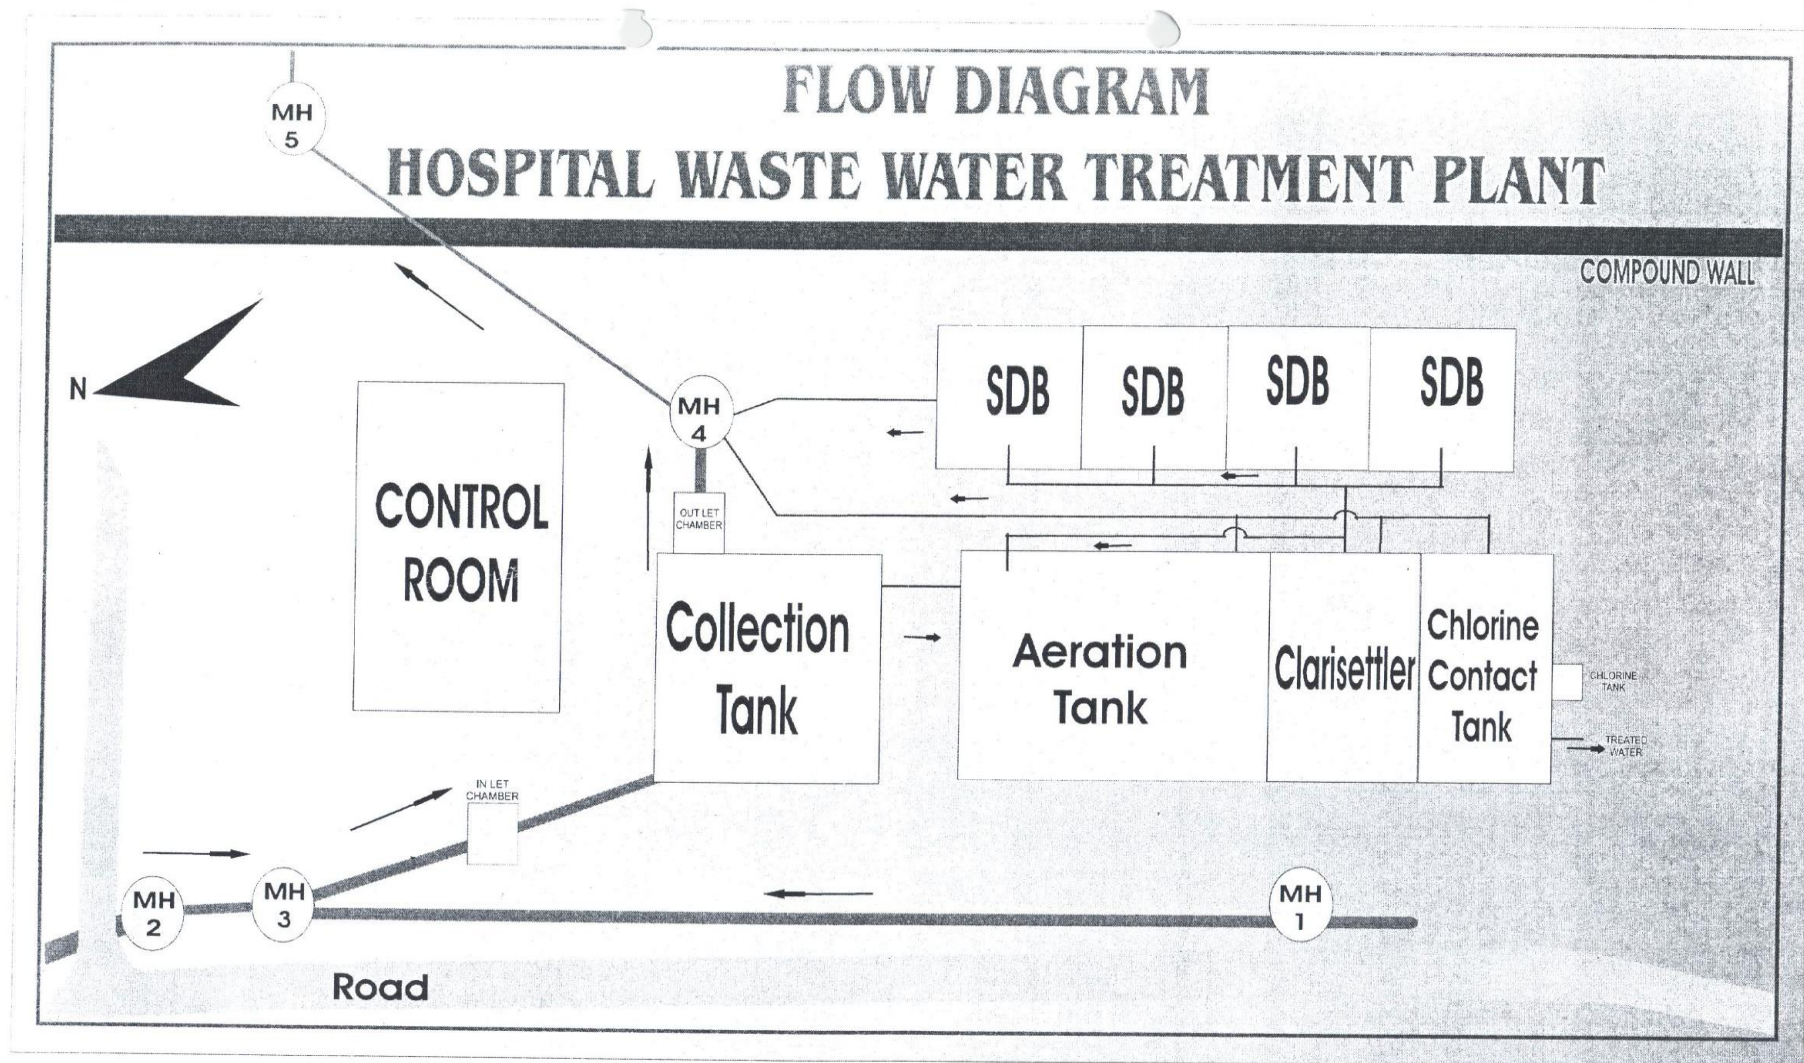 FLOW DIAGRAM
HOSPITAL WASTE WATER TREATMENT PLANT
MH
5
COMPOUND WALL
N
SDB
SDB
SDB
SDB
MH
4
CONTROL
ROOM
OUT LET
CHAMBER
Collection
Tank
Aeration
Tank
Clarisettler
Chlorine
Contact
Tank
CHLORINE
TANK
TREATED
WATER
IN LET
CHAMBER
MH
2
MH
3
MH
1
Road